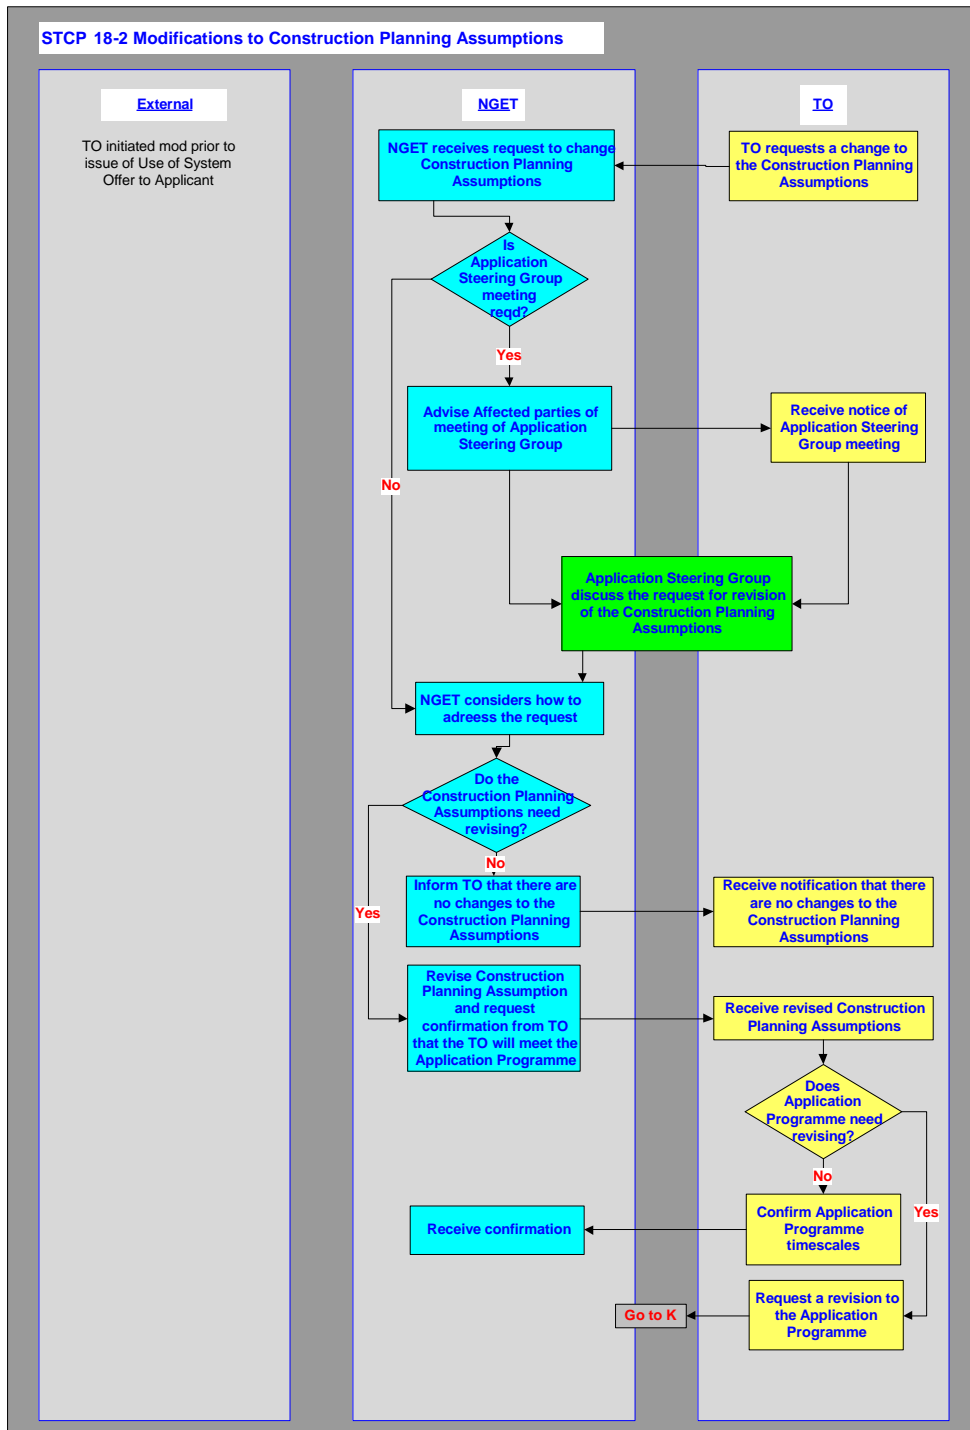 STCP 18-2 Modifications to Construction Planning Assumptions
External
NGET
TO
TO initiated mod prior to
issue of Use of System
Offer to Applicant
NGET receives request to change
Construction Planning
Assumptions
TO requests a change to
the Construction Planning
Assumptions
Is
Application
Steering Group
meeting
reqd?
Yes
Advise Affected parties of
meeting of Application
Steering Group
Receive notice of
Application Steering
Group meeting
No
Application Steering Group
discuss the request for revision
of the Construction Planning
Assumptions
NGET considers how to
adreess the request
Do the
Construction Planning
Assumptions need
revising?
No
Yes
Inform TO that there are
no changes to the
Construction Planning
Assumptions
Receive notification that there
are no changes to the
Construction Planning
Assumptions
Revise Construction
Planning Assumption
and request
confirmation from TO
that the TO will meet the
Application Programme
Receive revised Construction
Planning Assumptions
Does
Application
Programme need
revising?
No
Yes
Confirm Application
Programme
timescales
Receive confirmation
Request a revision to
the Application
Programme
Go to K